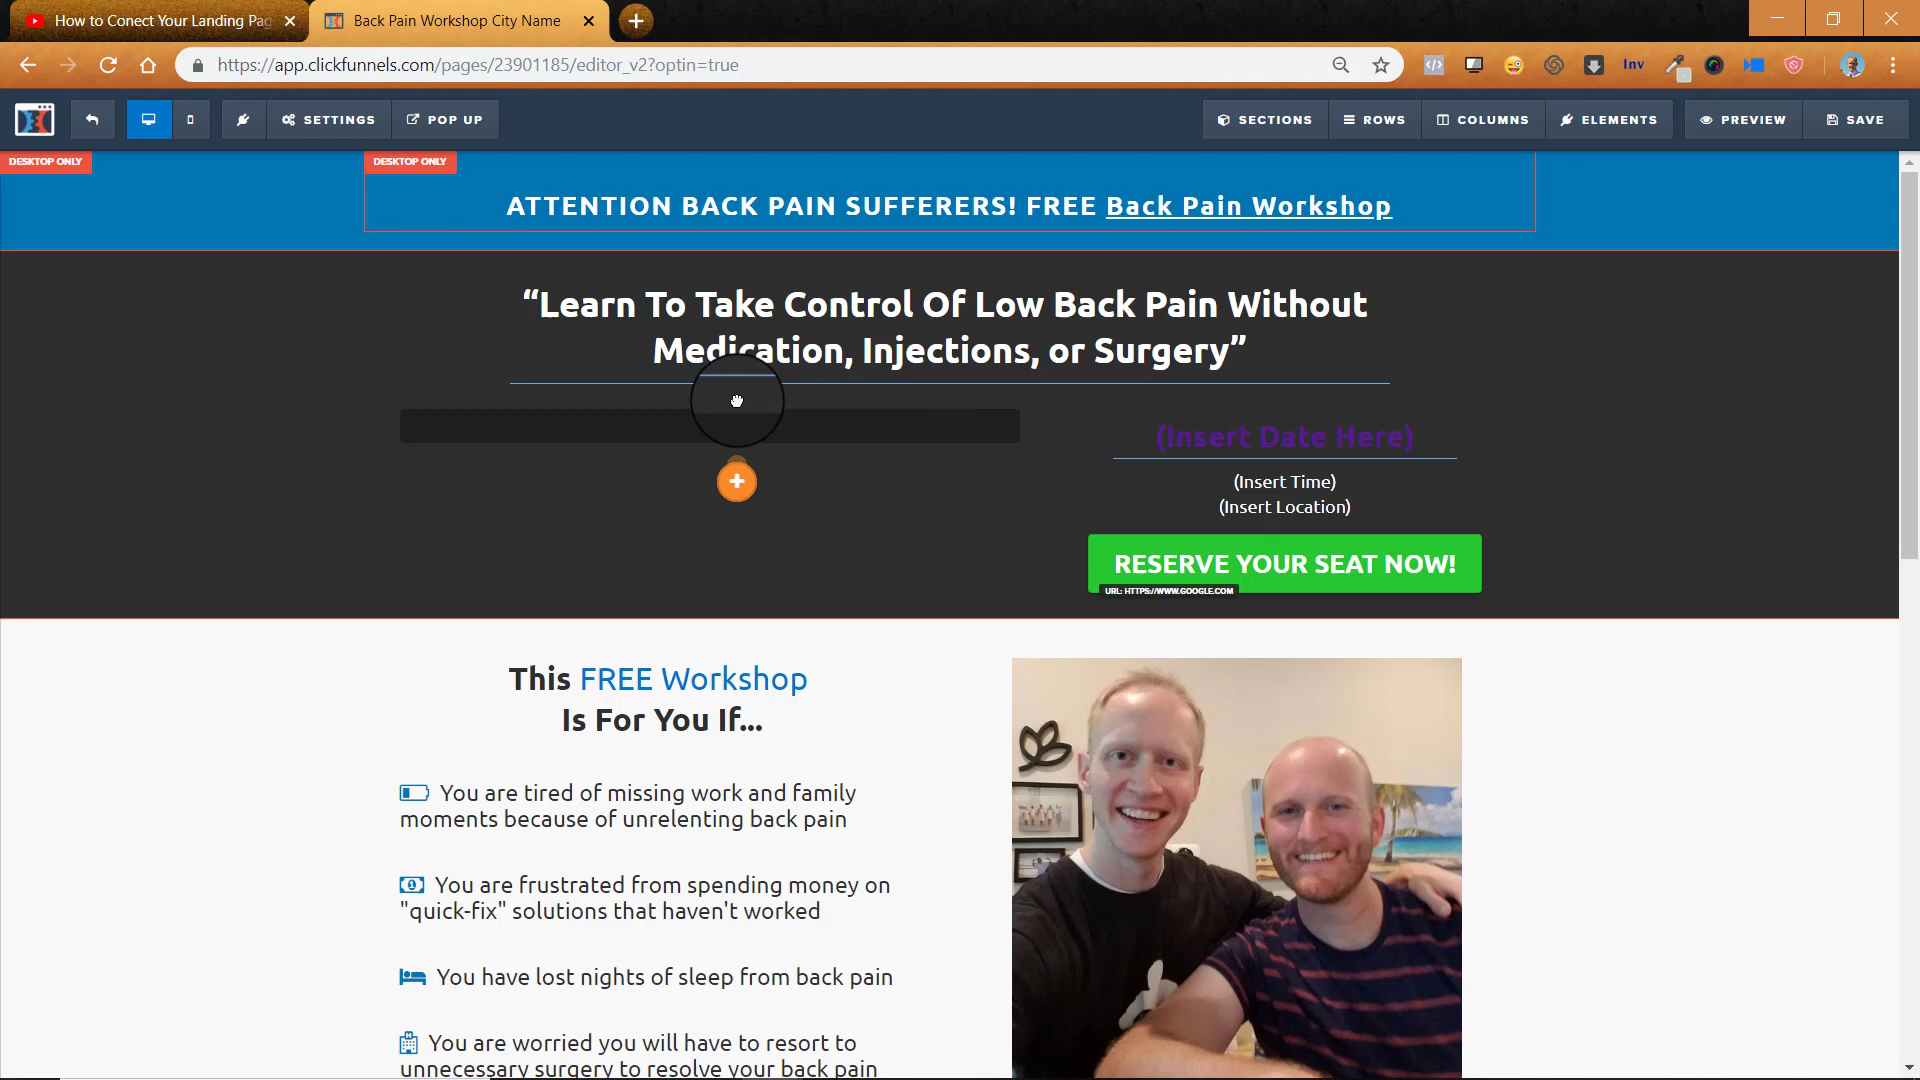 How to Conect Your Landing Pag
Back Pain Workshop City Name
https://app.clickfunnels.com/pages/23901185/editor_v2?optin=true
Inv
SETTINGS
POP UP
SECTIONS
ROWS
COLUMNS
ELEMENTS
PREVIEW
SAVE
DESKTOP ONLY
DESKTOP ONLY
ATTENTION BACK PAIN SUFFERERS! FREE Back Pain Workshop
“Learn To Take Control Of Low Back Pain Without
Medication, Injections, or Surgery”
(Insert Date Here)
(Insert Time)
(Insert Location)
RESERVE YOUR SEAT NOW!
URL: HTTPS://WWW.GOOGLE.COM
This FREE Workshop
Is For You If...
You are tired of missing work and family
moments because of unrelenting back pain
You are frustrated from spending money on
"quick-fix" solutions that haven't worked
You have lost nights of sleep from back pain
You are worried you will have to resort to
unnecessary surgery to resolve your back pain